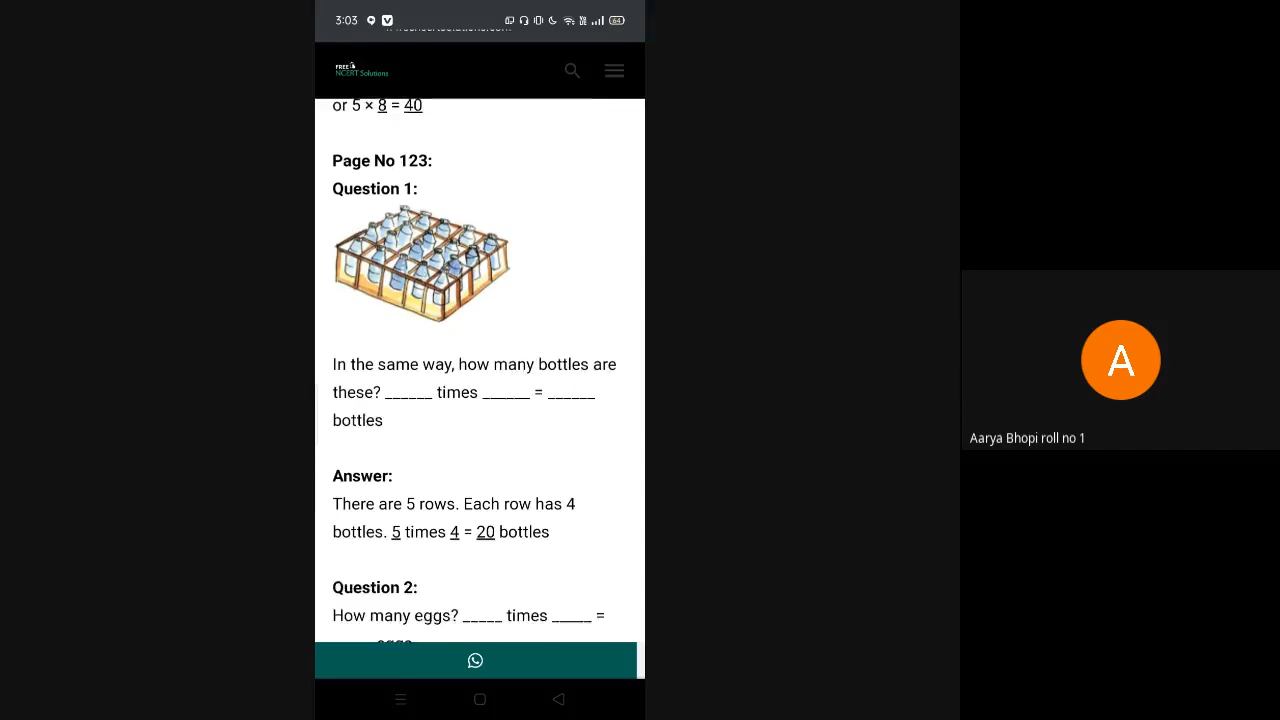 3:03
64
FREE
NCERT Solutions
or 5 × 8 = 40
Page No 123:
Question 1:
In the same way, how many bottles are
these? ______ times ______ = ______
bottles
Answer:
There are 5 rows. Each row has 4
bottles. 5 times 4 = 20 bottles
Question 2:
How many eggs? _____ times _____ =
A
Aarya Bhopi roll no 1